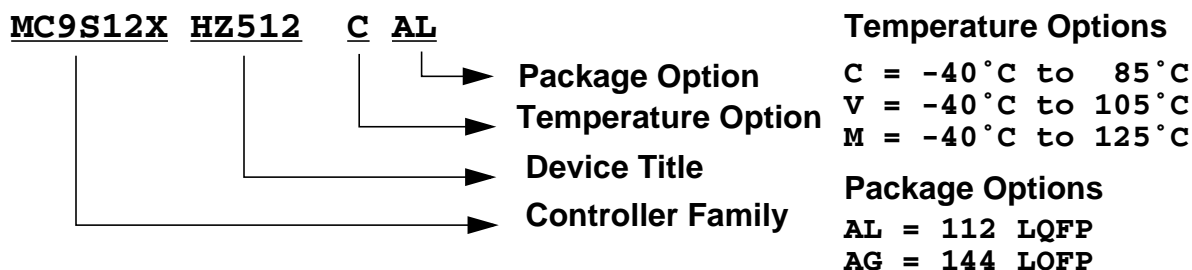 MC9S12X HZ512 C AL
Package Option
Temperature Option
Device Title
Controller Family
Temperature Options
C = -40˚C to 85˚C
V = -40˚C to 105˚C
M = -40˚C to 125˚C
Package Options
AL = 112 LQFP
AG = 144 LQFP